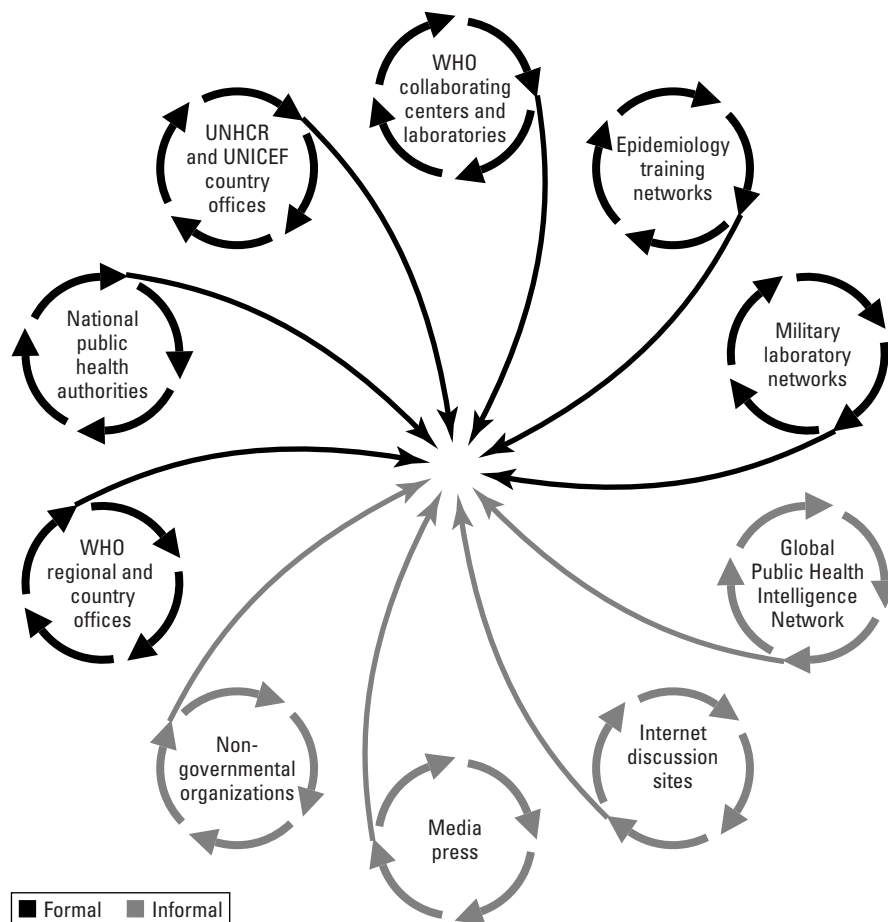 WHO
collaborating
centers and
laboratories
UNHCR
and UNICEF
country
offices
Epidemiology
training
networks
National
public
health
authorities
Military
laboratory
networks
WHO
regional and
country
offices
Global
Public Health
Intelligence
Network
Non-
governmental
organizations
Internet
discussion
sites
Media
press
Formal Informal